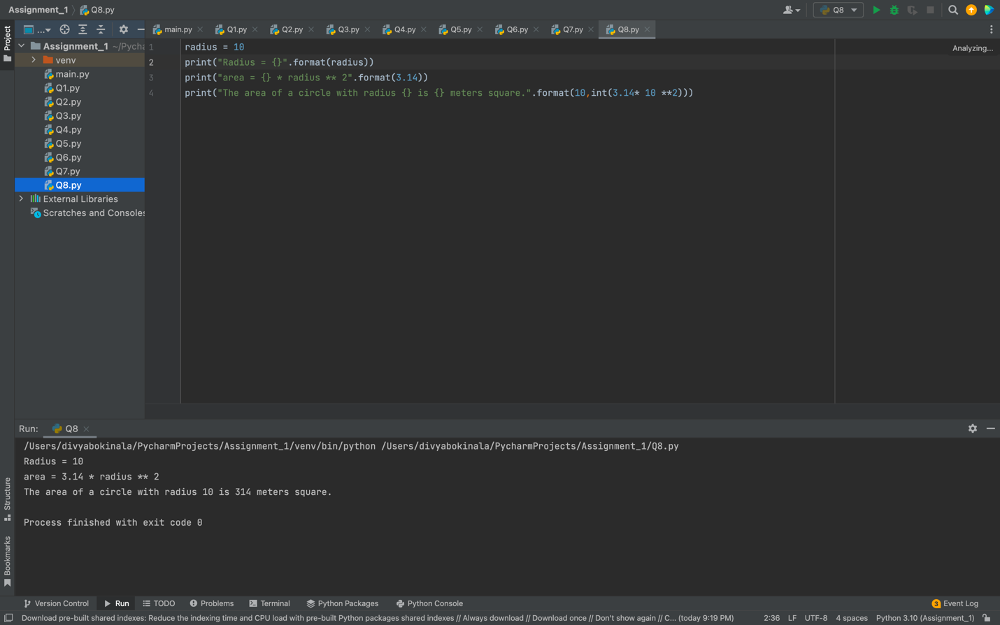 Assignment_1 Q8.py
Q8
Project
main.py Q1.py Q2.py Q3.py Q4.py Q5.py Q6.py Q7.py Q8.py
Assignment_1 ~/Pycha
venv
main.py
Q1.py
Q2.py
Q3.py
Q4.py
Q5.py
Q6.py
Q7.py
Q8.py
External Libraries
Scratches and Consoles
1 radius = 10
2 print("Radius = {}".format(radius))
3 print("area = {} * radius ** 2".format(3.14))
4 print("The area of a circle with radius {} is {} meters square.".format(10,int(3.14* 10 **2)))
Analyzing...
Run: Q8
/Users/divyabokinala/PycharmProjects/Assignment_1/venv/bin/python /Users/divyabokinala/PycharmProjects/Assignment_1/Q8.py
Radius = 10
area = 3.14 * radius ** 2
The area of a circle with radius 10 is 314 meters square.
Process finished with exit code 0
Structure
Bookmarks
Version Control Run TODO Problems Terminal Python Packages Python Console 3 Event Log
Download pre-built shared indexes: Reduce the indexing time and CPU load with pre-built Python packages shared indexes // Always download // Download once // Don't show again // C... (today 9:19 PM) 2:36 LF UTF-8 4 spaces Python 3.10 (Assignment_1)